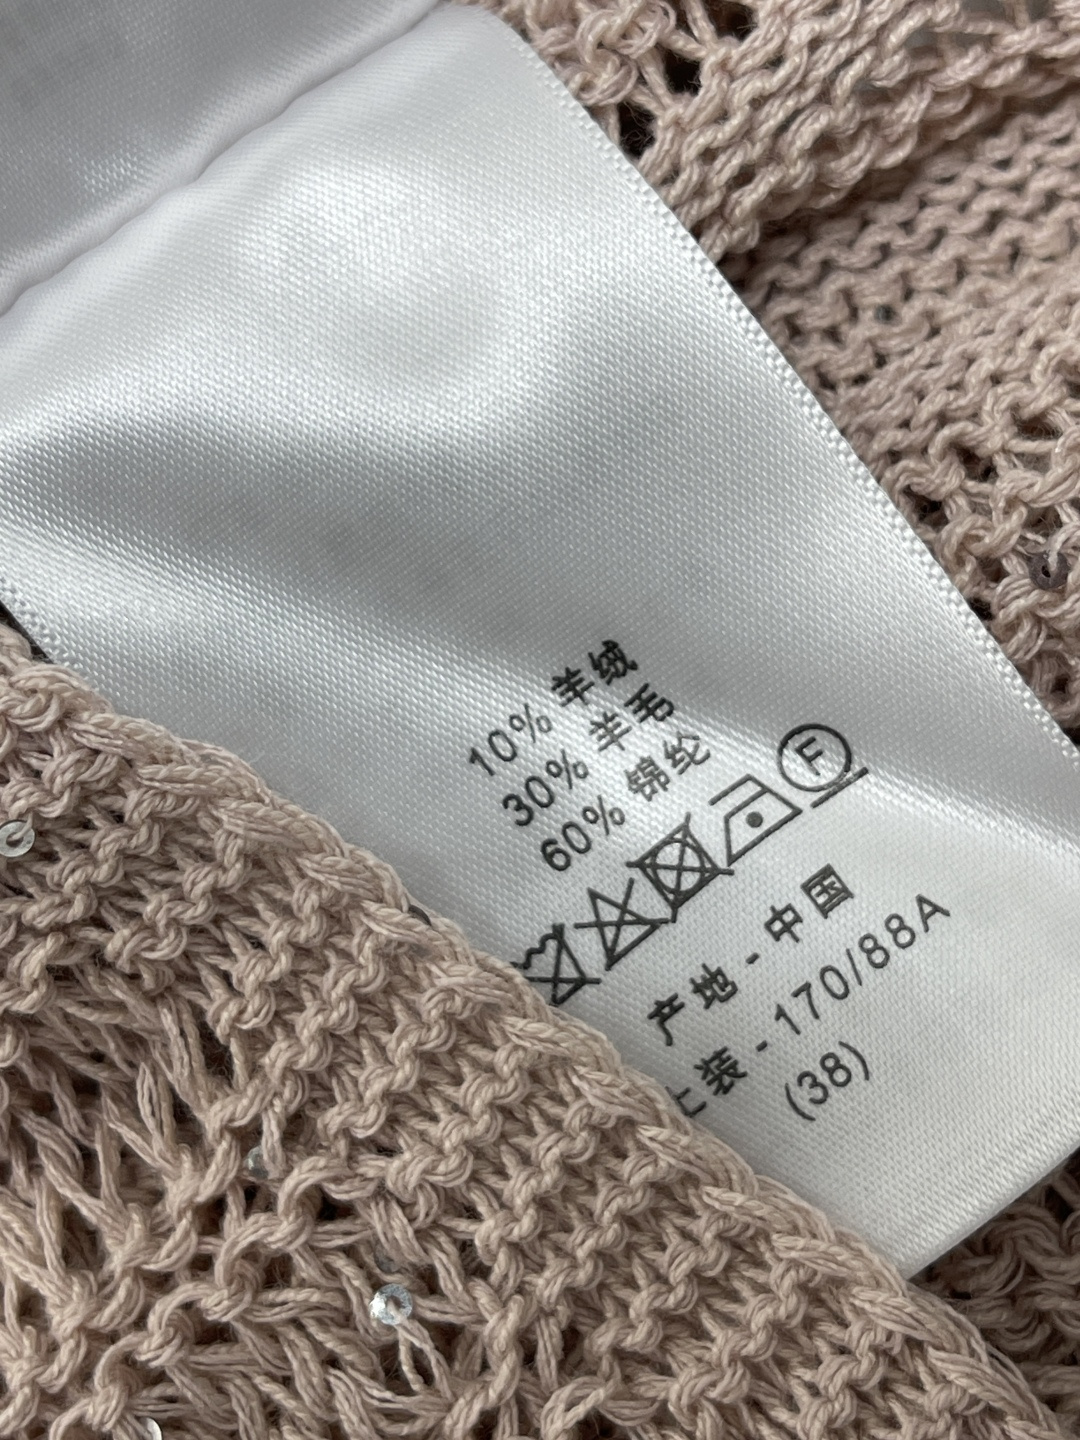 10% 羊绒
30% 羊毛
60% 锦纶
F
产地 - 中国
上装 - 170/88A
(38)